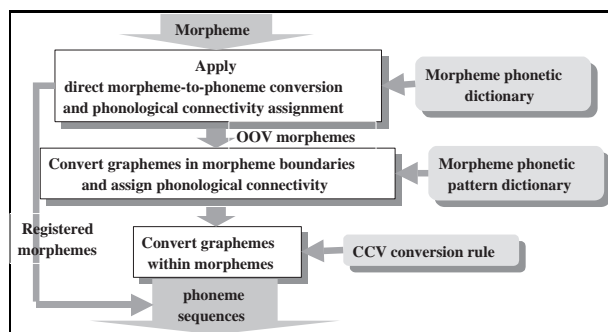 Morpheme
Apply
direct morpheme-to-phoneme conversion
and phonological connectivity assignment
Morpheme phonetic
dictionary
OOV morphemes
Convert graphemes in morpheme boundaries
and assign phonological connectivity
Morpheme phonetic
pattern dictionary
Registered
morphemes
Convert graphemes
within morphemes
CCV conversion rule
phoneme
sequences